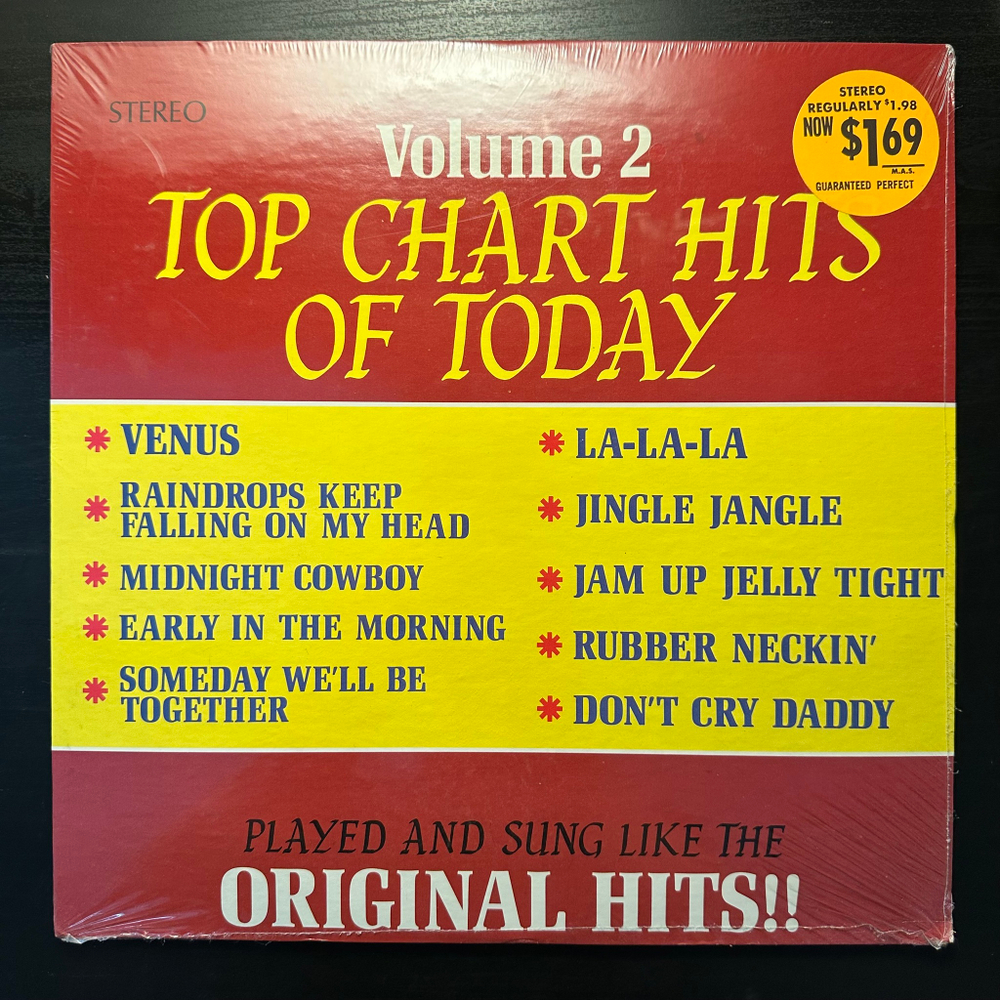 STEREO
Volume 2
TOP CHART HITS
OF TODAY
STEREO
REGULARLY $1.98
NOW $1.69
M.A.S.
GUARANTEED PERFECT
* VENUS
* RAINDROPS KEEP
FALLING ON MY HEAD
* MIDNIGHT COWBOY
* EARLY IN THE MORNING
* SOMEDAY WE'LL BE
TOGETHER
* LA-LA-LA
* JINGLE JANGLE
* JAM UP JELLY TIGHT
* RUBBER NECKIN'
* DON'T CRY DADDY
PLAYED AND SUNG LIKE THE
ORIGINAL HITS!!